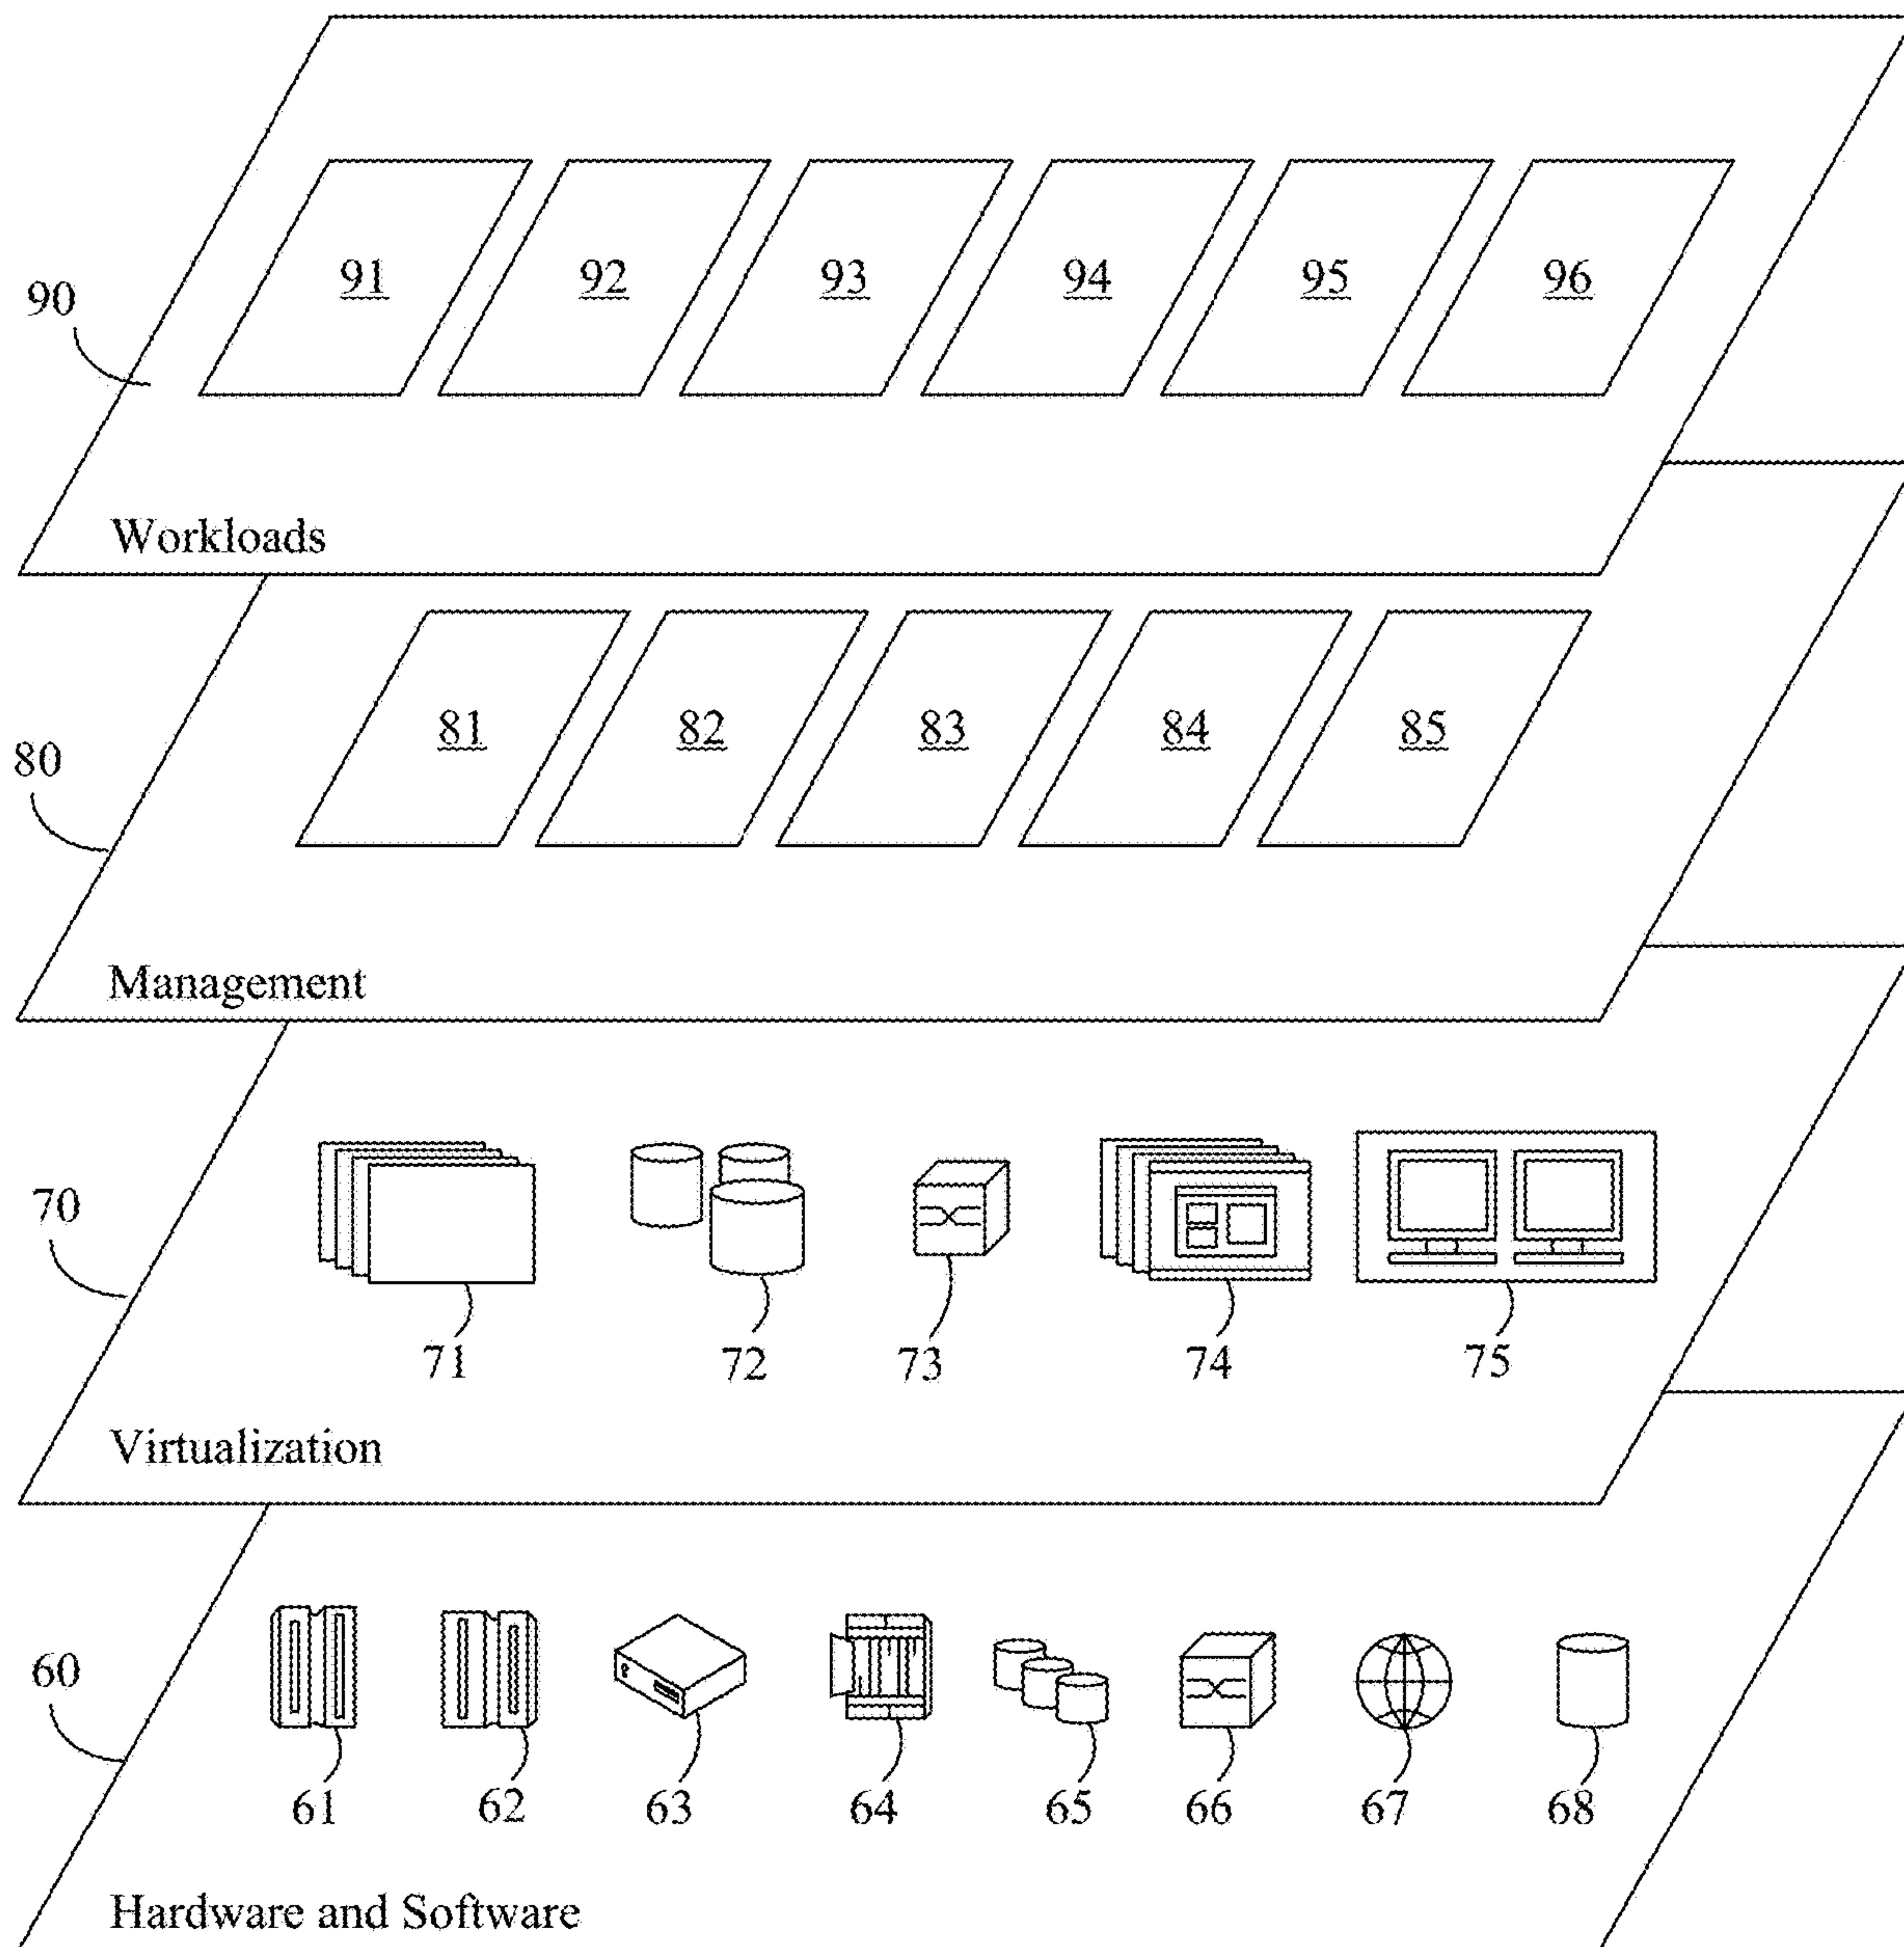 91 92 93 94 95 96
90
Workloads
81 82 83 84 85
80
Management
70
71 72 73 74 75
Virtualization
60
61 62 63 64 65 66 67 68
Hardware and Software